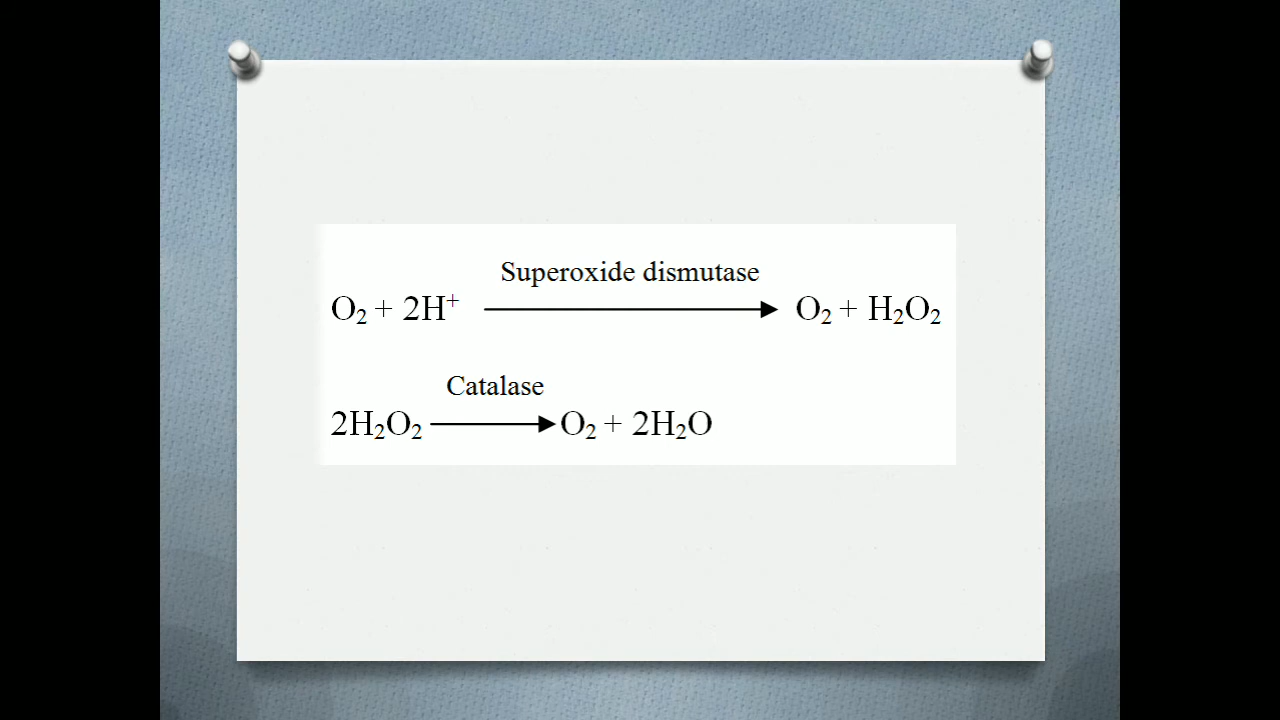 Superoxide dismutase
O₂ + 2H⁺ ⟶ O₂ + H₂O₂
Catalase
2H₂O₂ ⟶ O₂ + 2H₂O